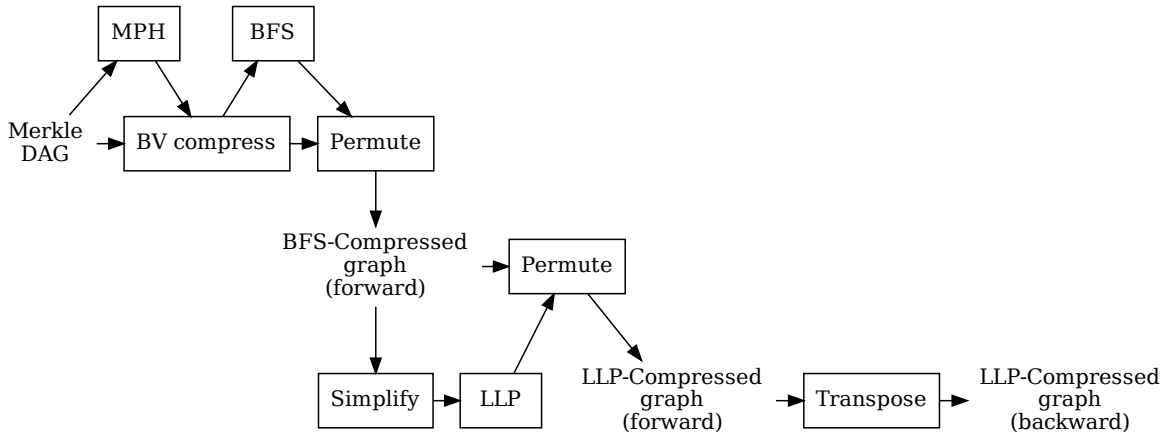 MPH
BFS
Merkle
DAG
BV compress
Permute
BFS-Compressed
graph
(forward)
Permute
Simplify
LLP
LLP-Compressed
graph
(forward)
Transpose
LLP-Compressed
graph
(backward)